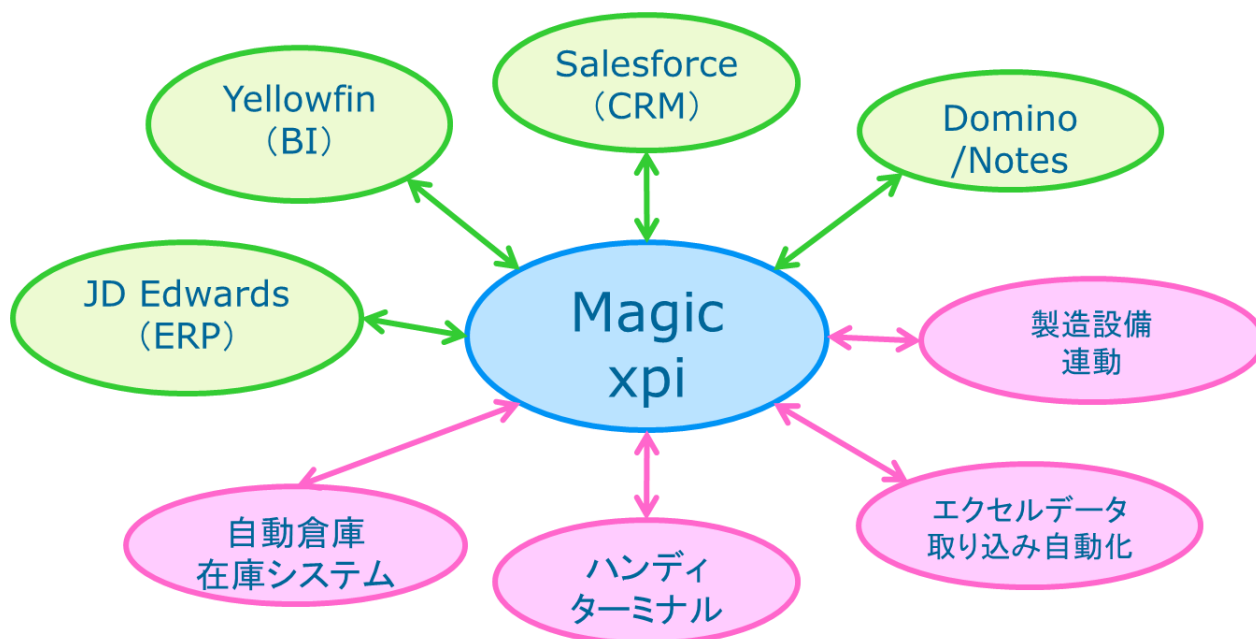 Salesforce
（CRM）
Yellowfin
（BI）
Domino
/Notes
JD Edwards
（ERP）
Magic
xpi
製造設備
連動
自動倉庫
在庫システム
ハンディ
ターミナル
エクセルデータ
取り込み自動化